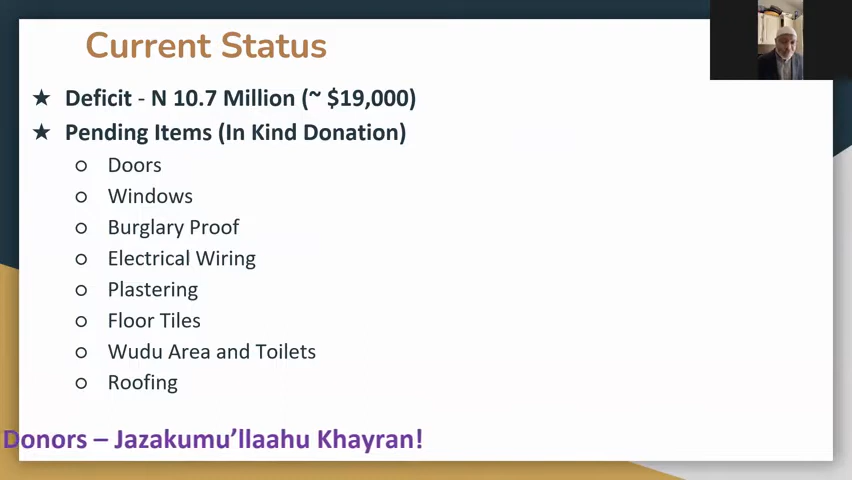 Current Status
★ Deficit - N 10.7 Million (~ $19,000)
★ Pending Items (In Kind Donation)
o Doors
o Windows
o Burglary Proof
o Electrical Wiring
o Plastering
o Floor Tiles
o Wudu Area and Toilets
o Roofing
Donors – Jazakumu’llaahu Khayran!